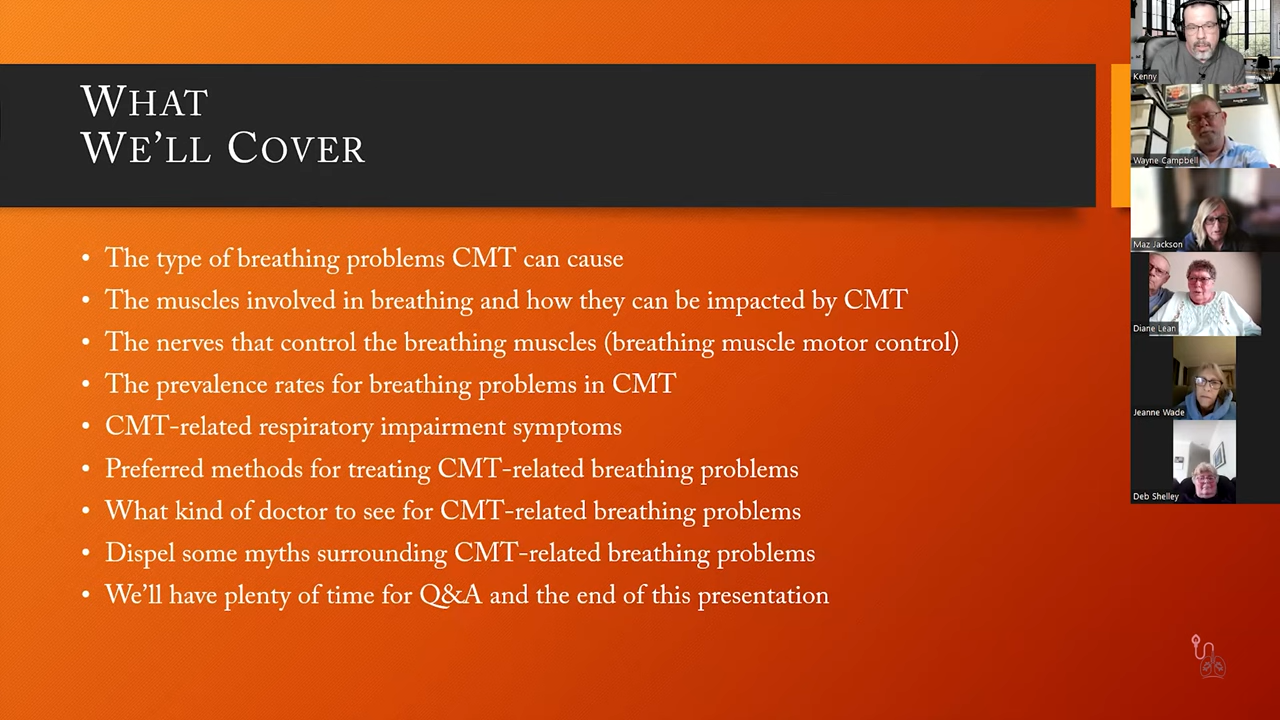 WHAT
WE'LL COVER
• The type of breathing problems CMT can cause
• The muscles involved in breathing and how they can be impacted by CMT
• The nerves that control the breathing muscles (breathing muscle motor control)
• The prevalence rates for breathing problems in CMT
• CMT-related respiratory impairment symptoms
• Preferred methods for treating CMT-related breathing problems
• What kind of doctor to see for CMT-related breathing problems
• Dispel some myths surrounding CMT-related breathing problems
• We'll have plenty of time for Q&A and the end of this presentation
Kenny
Wayne Campbell
Maz Jackson
Diane Lean
Jeanne Wade
Deb Shelley